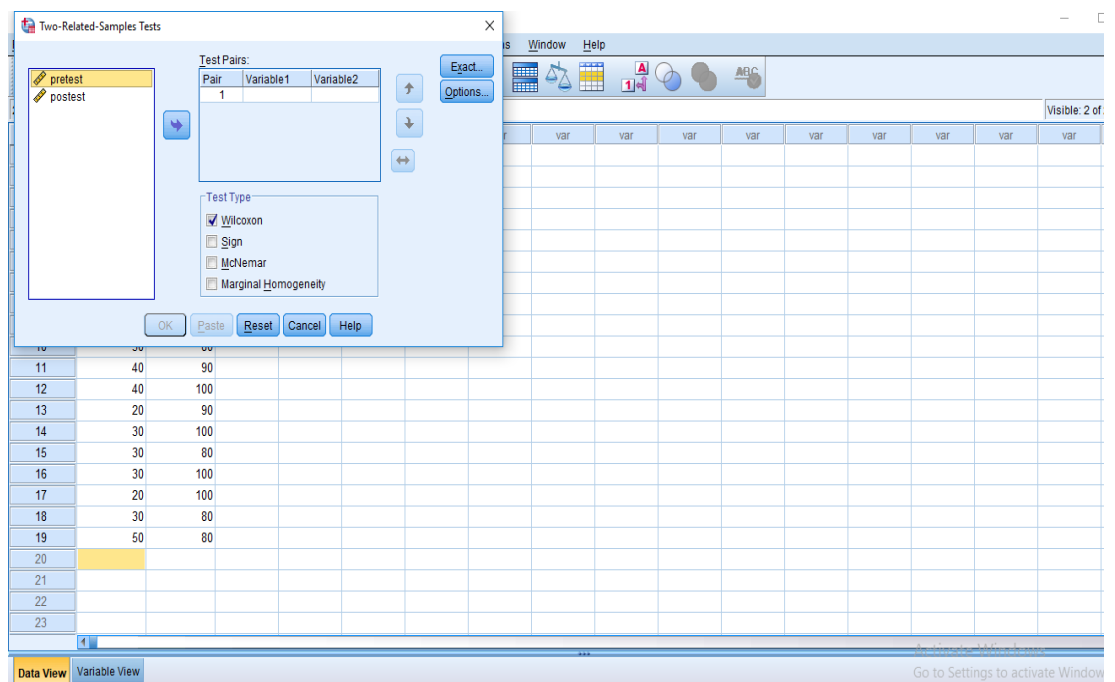 Two-Related-Samples Tests
Window Help
pretest
postest
Test Pairs:
Pair Variable1 Variable2
1
Exact...
Options...
Test Type
Wilcoxon
Sign
McNemar
Marginal Homogeneity
OK Paste Reset Cancel Help
Visible: 2 of
var var var var var var var var var
11 40 90
12 40 100
13 20 90
14 30 100
15 30 80
16 30 100
17 20 100
18 30 80
19 50 80
20
21
22
23
Data View Variable View
Activate Windows
Go to Settings to activate Window